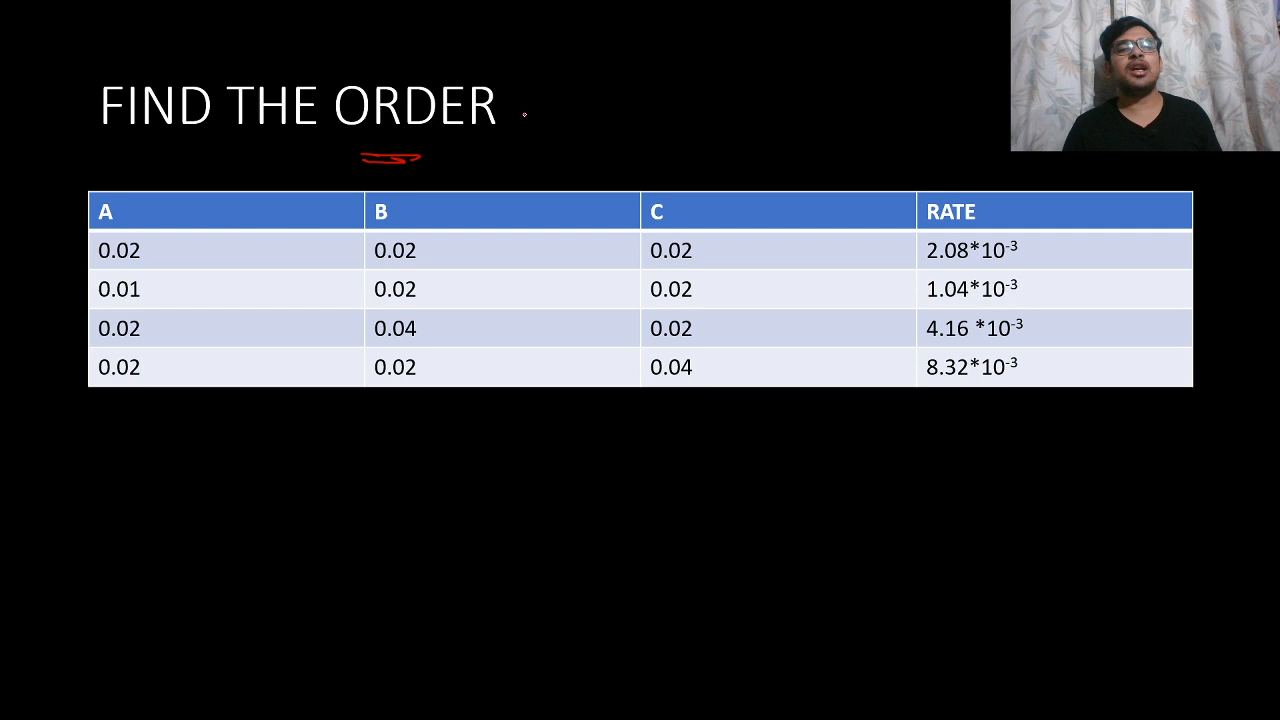 FIND THE ORDER
A B C RATE
0.02 0.02 0.02 2.08*10⁻³
0.01 0.02 0.02 1.04*10⁻³
0.02 0.04 0.02 4.16 *10⁻³
0.02 0.02 0.04 8.32*10⁻³